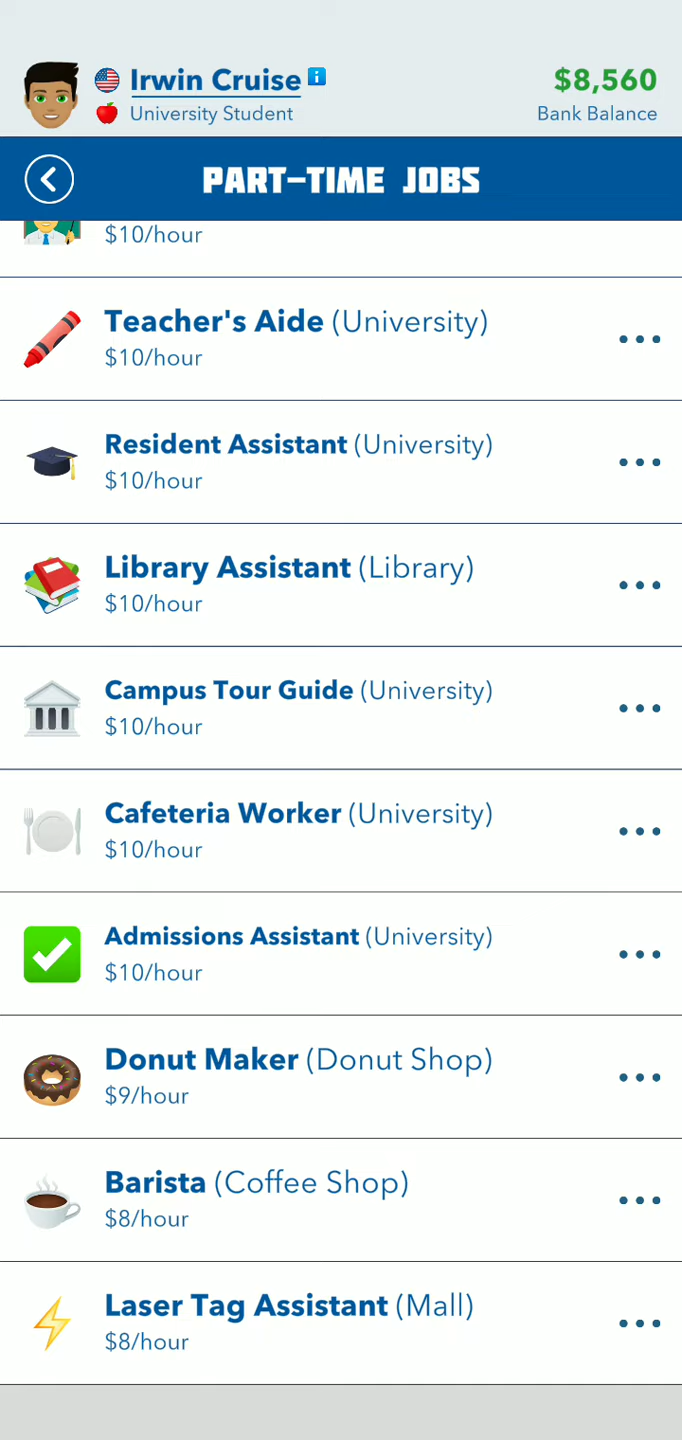 Irwin Cruise
$8,560
University Student
Bank Balance
PART-TIME JOBS
$10/hour
Teacher's Aide (University)
$10/hour
Resident Assistant (University)
$10/hour
Library Assistant (Library)
$10/hour
Campus Tour Guide (University)
$10/hour
Cafeteria Worker (University)
$10/hour
Admissions Assistant (University)
$10/hour
Donut Maker (Donut Shop)
$9/hour
Barista (Coffee Shop)
$8/hour
Laser Tag Assistant (Mall)
$8/hour